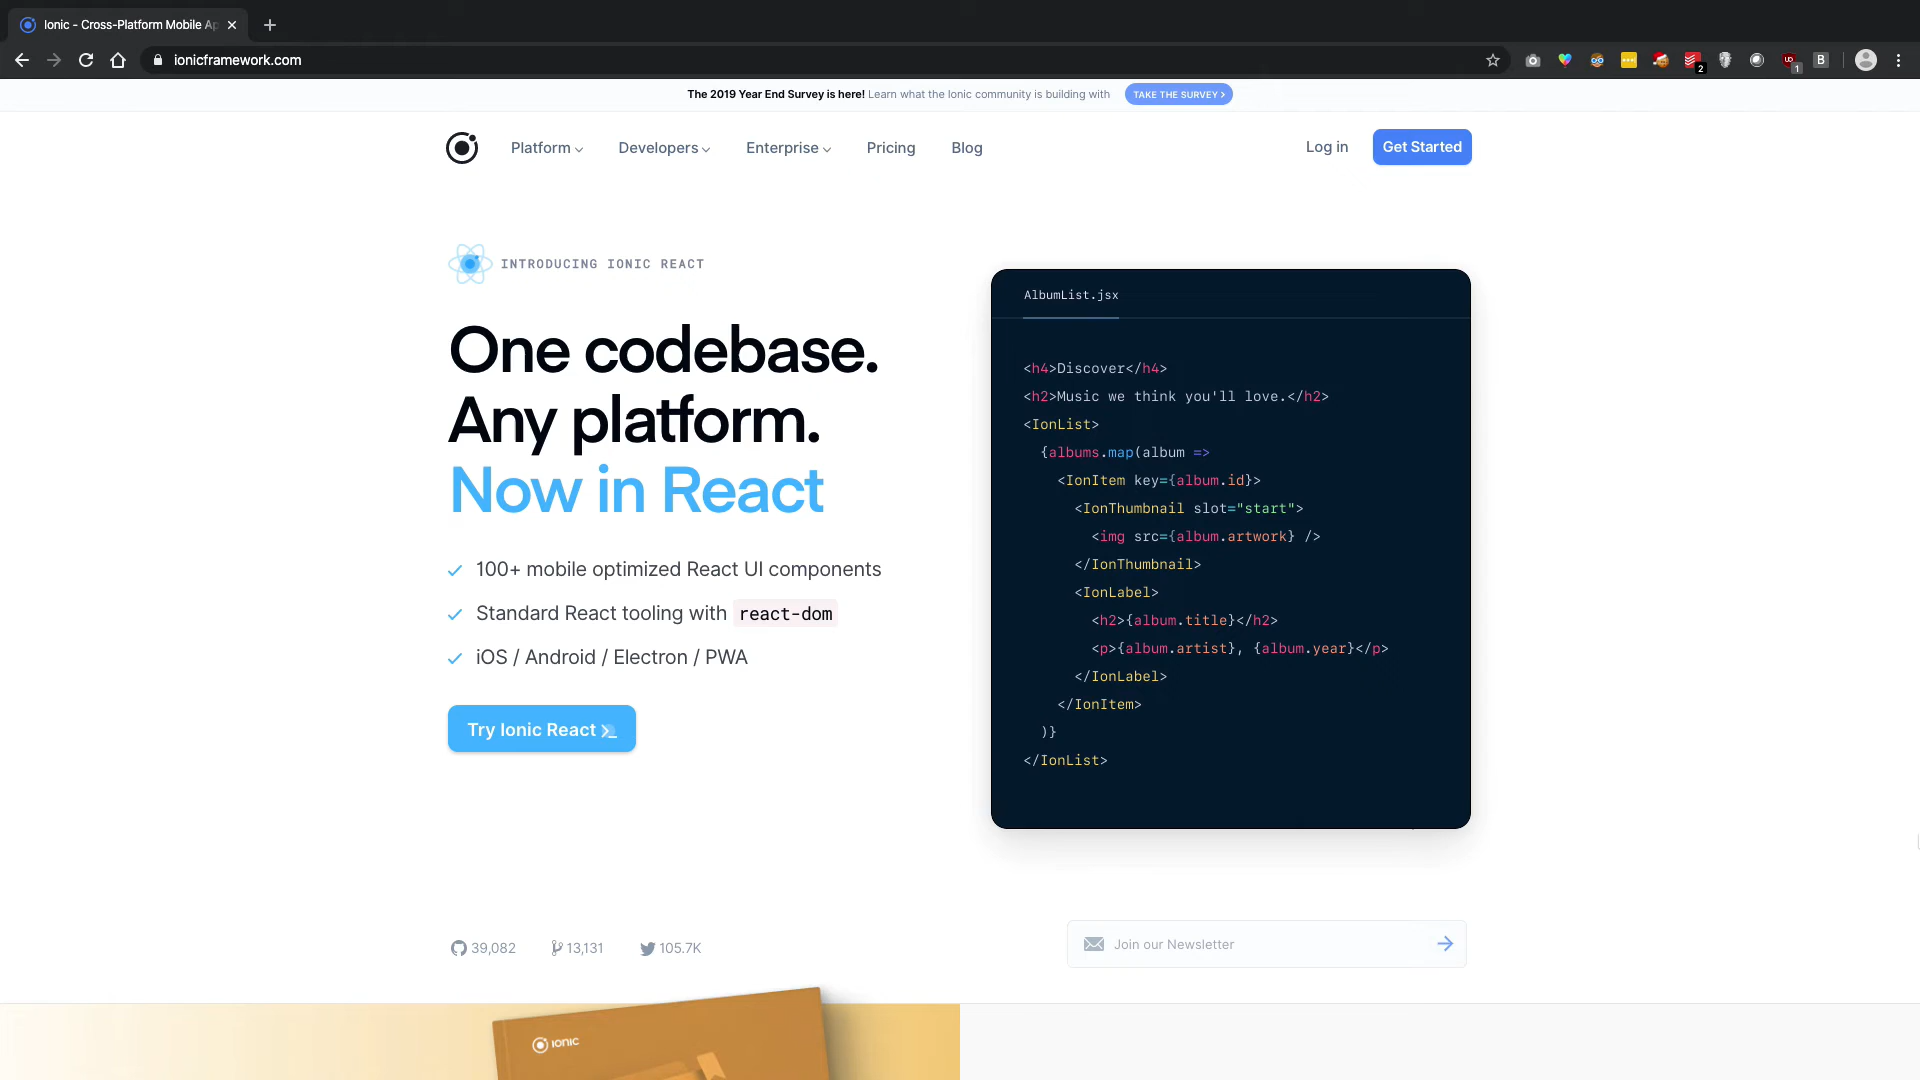 Ionic - Cross-Platform Mobile Ap
ionicframework.com
2
UD
1
B
The 2019 Year End Survey is here! Learn what the Ionic community is building with TAKE THE SURVEY
Platform Developers Enterprise Pricing Blog Log in Get Started
INTRODUCING IONIC REACT
One codebase.
Any platform.
Now in React
100+ mobile optimized React UI components
Standard React tooling with react-dom
iOS / Android / Electron / PWA
Try Ionic React
AlbumList.jsx
<h4>Discover</h4>
<h2>Music we think you'll love.</h2>
<IonList>
{albums.map(album =>
<IonItem key={album.id}>
<IonThumbnail slot="start">
<img src={album.artwork} />
</IonThumbnail>
<IonLabel>
<h2>{album.title}</h2>
<p>{album.artist}, {album.year}</p>
</IonLabel>
</IonItem>
)}
</IonList>
39,082 13,131 105.7K
Join our Newsletter
IONIC